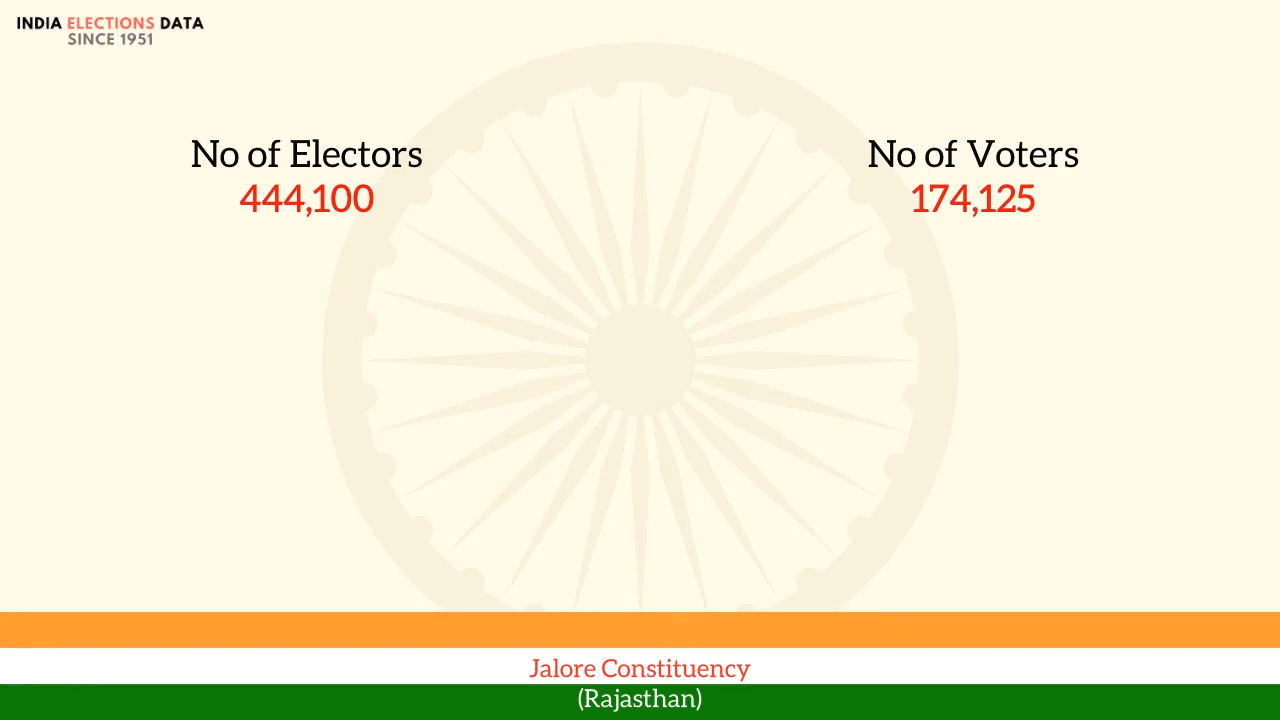 INDIA ELECTIONS DATA
SINCE 1951
No of Electors
444,100
No of Voters
174,125
Jalore Constituency
(Rajasthan)